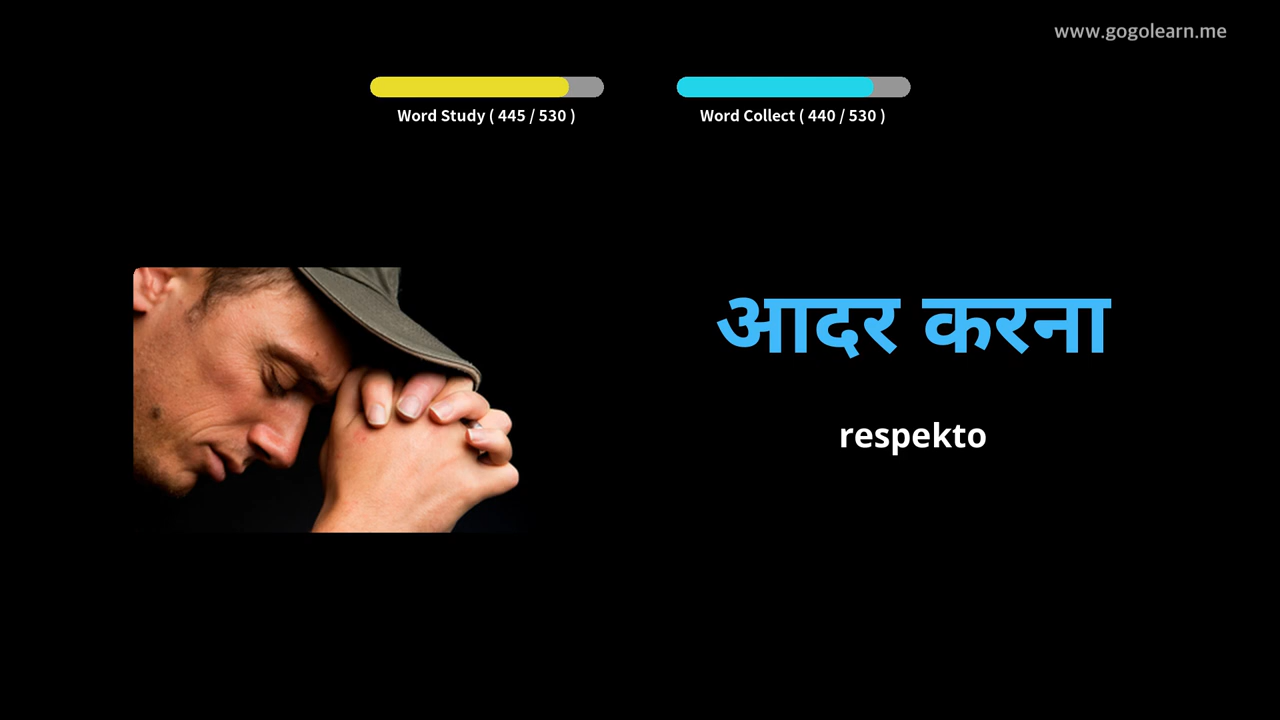 www.gogolearn.me
Word Study ( 445 / 530 )
Word Collect ( 440 / 530 )
आदर करना
respekto